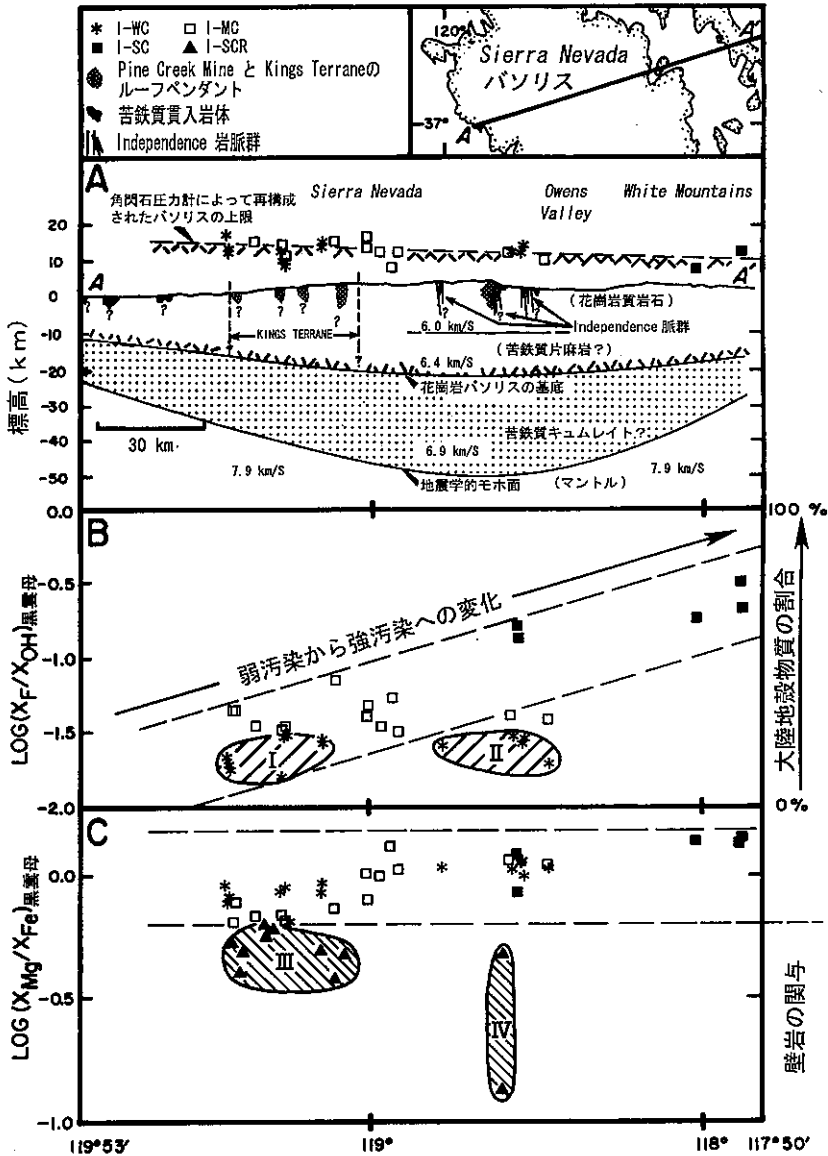 * I-WC □ I-MC
■ I-SC ▲ I-SCR
Pine Creek Mine と Kings Terraneの
ルーフペンダント
苦鉄質貫入岩体
Independence 岩脈群
120°
A'
Sierra Nevada
バソリス
37°
A
A
角閃石圧力計によって再構成
されたバソリスの上限
Sierra Nevada
Owens
Valley
White Mountains
標高(km)
20
10
0
-10
-20
-30
-40
-50
A
A'
? ? ? ? ? ? ? ? ?
(花崗岩質岩石)
Independence 脈群
6.0 km/S
KINGS TERRANE
(苦鉄質片麻岩?)
6.4 km/S
花崗岩バソリスの基底
30 km.
苦鉄質キュムレイト?
6.9 km/S
7.9 km/S
7.9 km/S
地震学的モホ面
(マントル)
B
LOG(XF/XOH)黒雲母
0.0
-0.5
-1.0
-1.5
-2.0
弱汚染から強汚染への変化
I
II
100 %
大陸地殻物質の割合
0%
C
LOG(XMg/XFe)黒雲母
0.0
-0.5
-1.0
III
IV
壁岩の関与
119°53'
119°
118°
117°50'